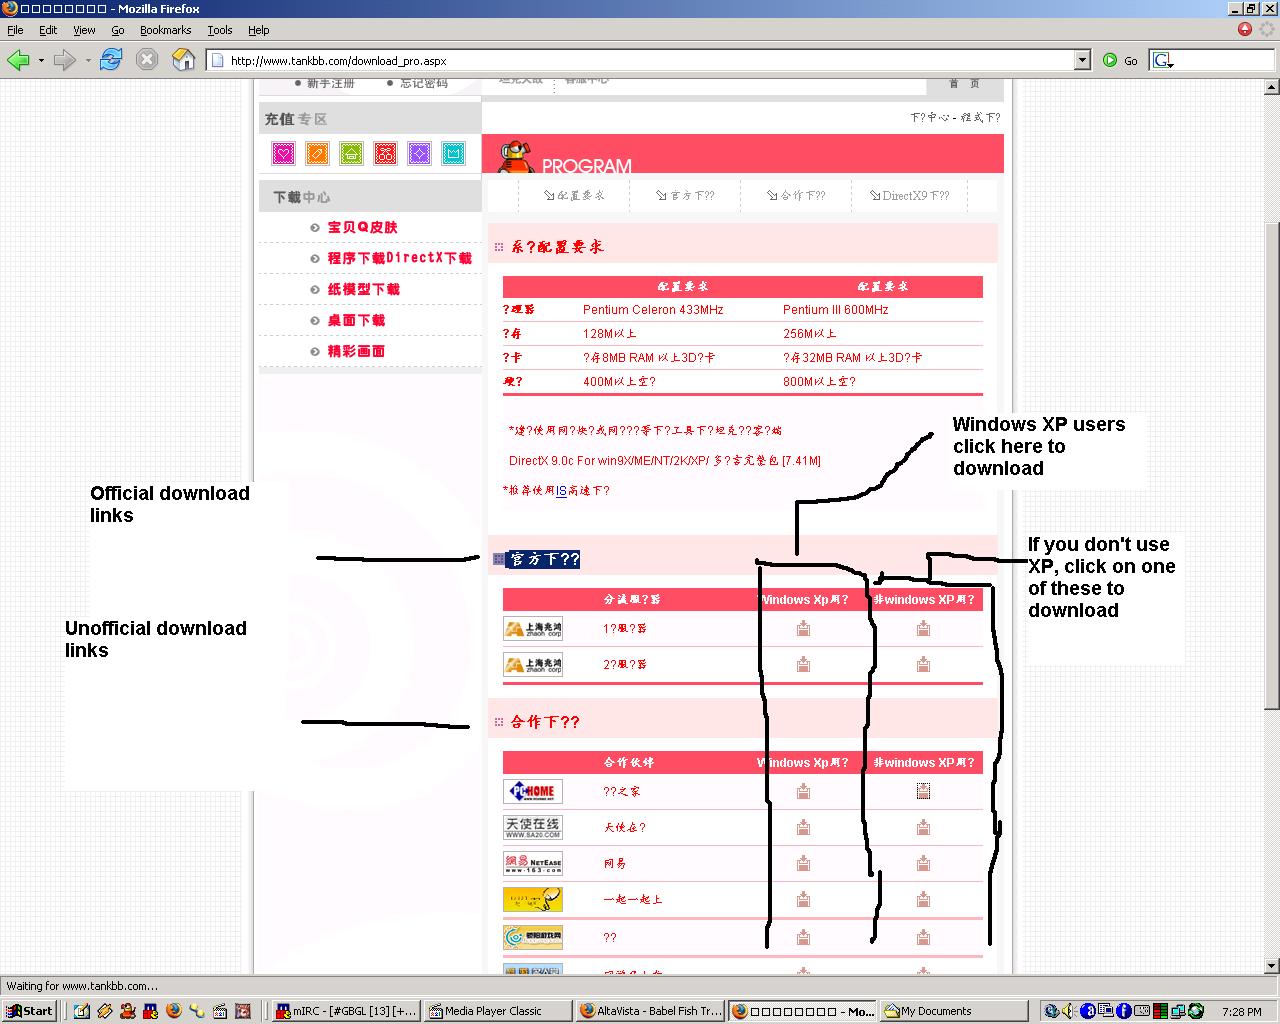 □□□□□□□□ - Mozilla Firefox
File Edit View Go Bookmarks Tools Help
http://www.tankbb.com/download_pro.aspx
Go
G
新手注册 忘记密码
首 页
充值专区
下?中心 - 程式下?
PROGRAM
下载中心
配置要求 官方下?? 合作下?? DirectX9下??
宝贝Q皮肤
程序下载DirectX下载
纸模型下载
桌面下载
精彩画面
系?配置要求
配置要求 配置要求
?理器 Pentium Celeron 433MHz Pentium III 600MHz
?存 128M以上 256M以上
?卡 ?存8MB RAM 以上3D?卡 ?存32MB RAM 以上3D?卡
硬? 400M以上空? 800M以上空?
*建?使用网?快?或网???等下?工具下?坦克??客?端
DirectX 9.0c For win9X/ME/NT/2K/XP/ 多?言完整包 [7.41M]
*推荐使用IS高速下?
Windows XP users
click here to
download
Official download
links
官方下??
If you don't use
XP, click on one
of these to
download
分流服?器 Windows Xp用? 非windows XP用?
上海兆鸿 zhaoh corp 1?服?器
上海兆鸿 zhaoh corp 2?服?器
Unofficial download
links
合作下??
合作伙伴 Windows Xp用? 非windows XP用?
PCHOME ??之家
天使在线 WWW.SA20.COM 天使在?
網易 NETEASE www.163.com 网易
一起一起上
??
Waiting for www.tankbb.com...
Start
mIRC - [#GBGL [13] [+...
Media Player Classic
AltaVista - Babel Fish Tr...
□□□□□□□□ - Mo...
My Documents
7:28 PM